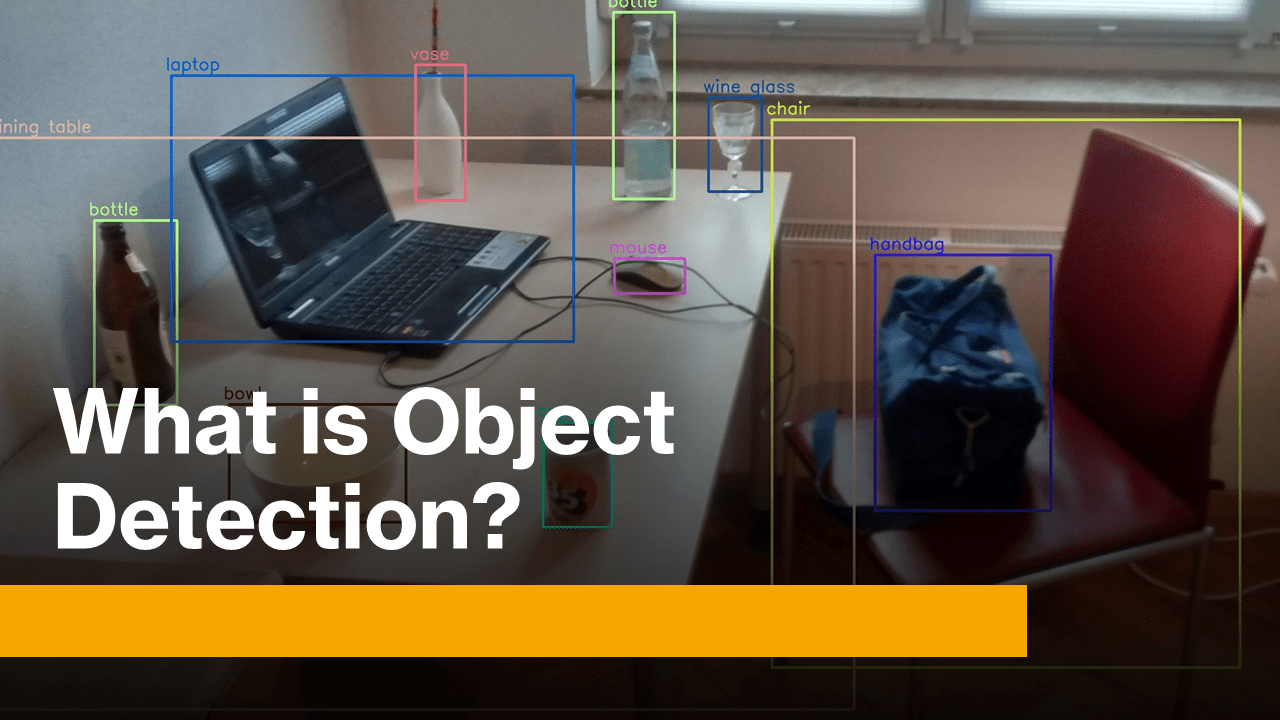 bottle
vase
laptop
wine glass
chair
ining table
bottle
mouse
handbag
bowl
What is Object
Detection?